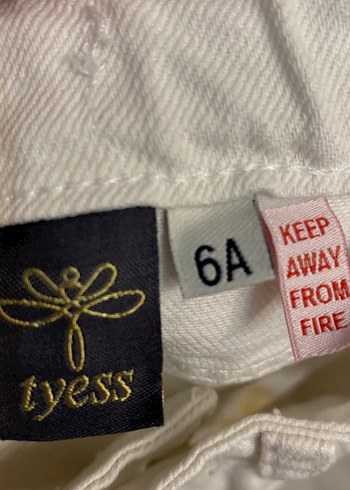 tyess
6A
KEEP
AWAY
FROM
FIRE